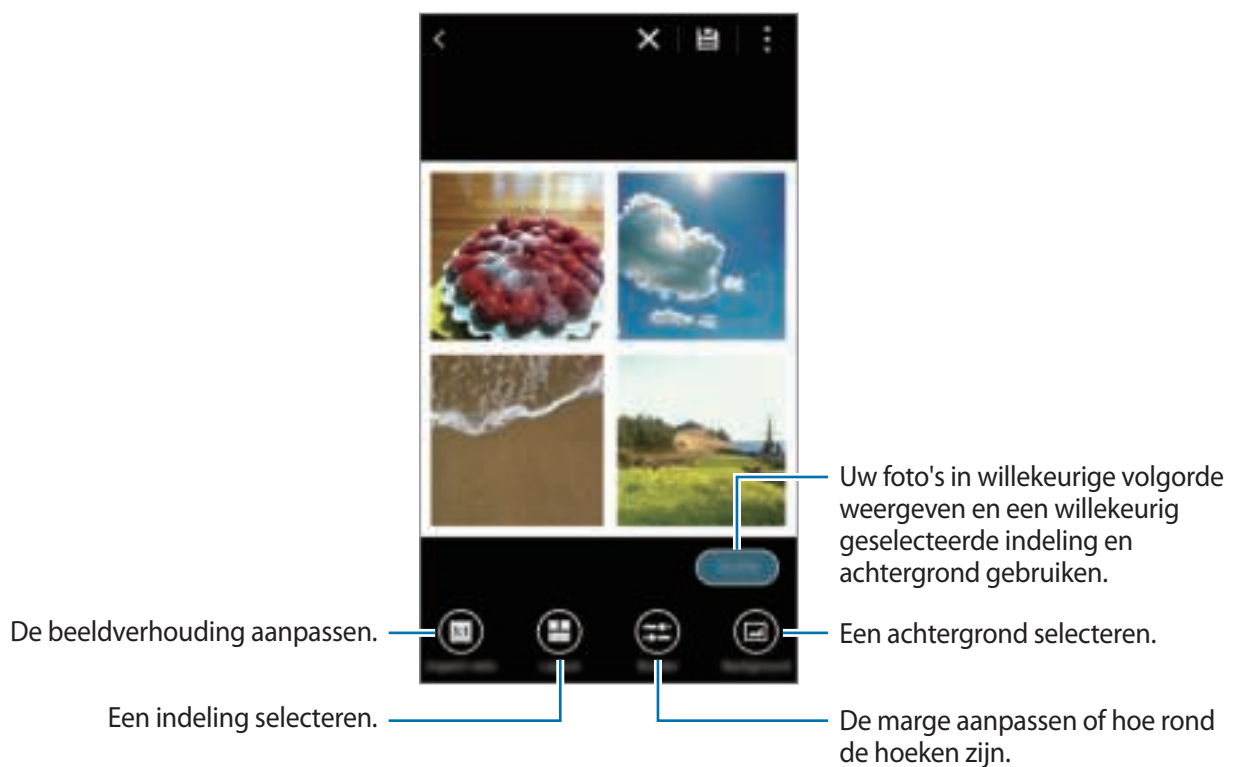 Uw foto's in willekeurige volgorde
weergeven en een willekeurig
geselecteerde indeling en
achtergrond gebruiken.
De beeldverhouding aanpassen.
Een achtergrond selecteren.
Een indeling selecteren.
De marge aanpassen of hoe rond
de hoeken zijn.